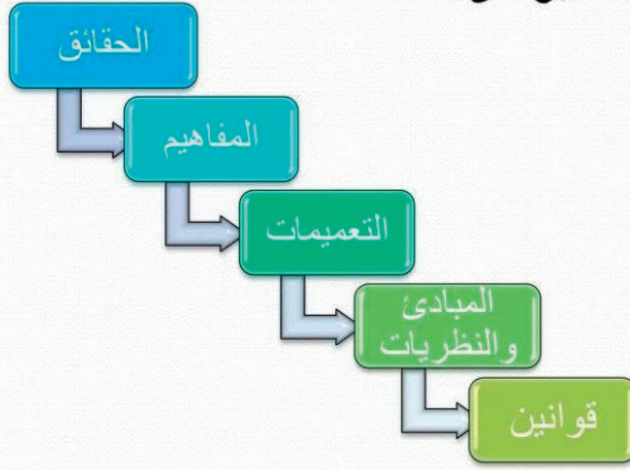 الحقائق
المفاهيم
التعميمات
المبادئ
والنظريات
قوانين